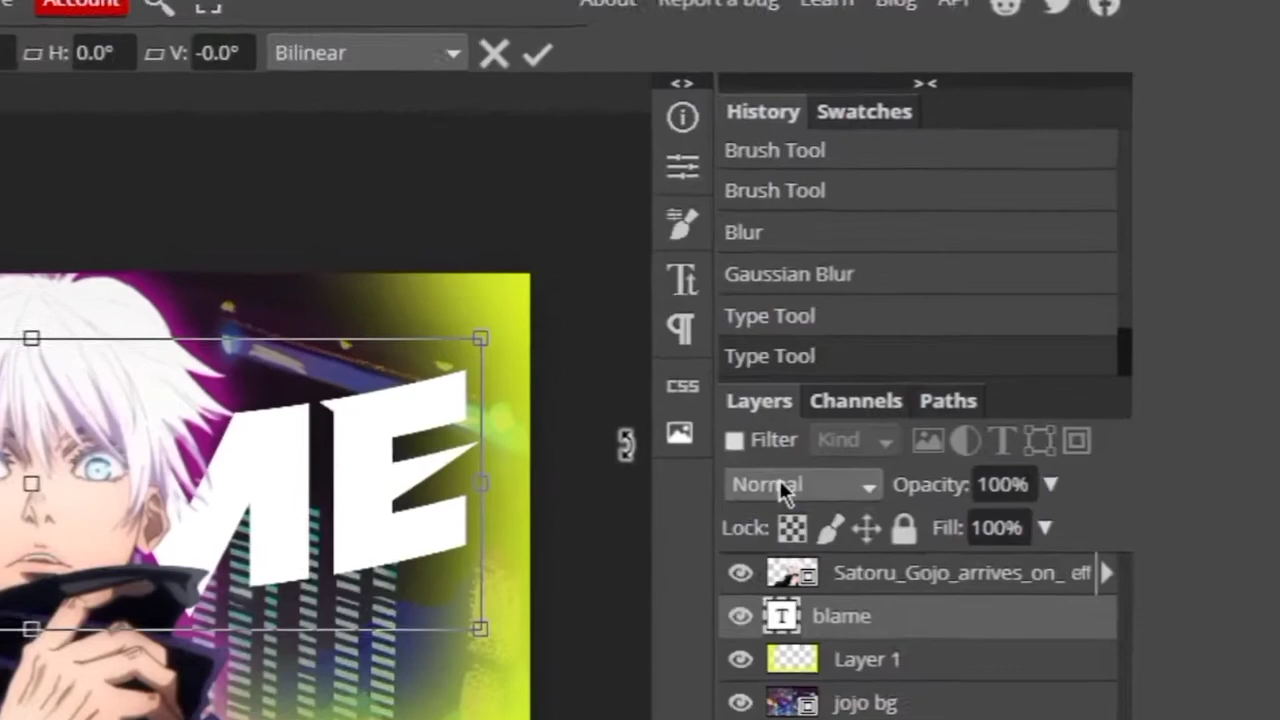 Account
About Report a bug Learn Blog API
H: 0.0° V: -0.0° Bilinear
<> ><
History Swatches
Brush Tool
Brush Tool
Blur
Gaussian Blur
Type Tool
Type Tool
CSS
Layers Channels Paths
Filter Kind
Normal Opacity: 100%
Lock: Fill: 100%
Satoru_Gojo_arrives_on_ eff
blame
Layer 1
jojo bg
ME